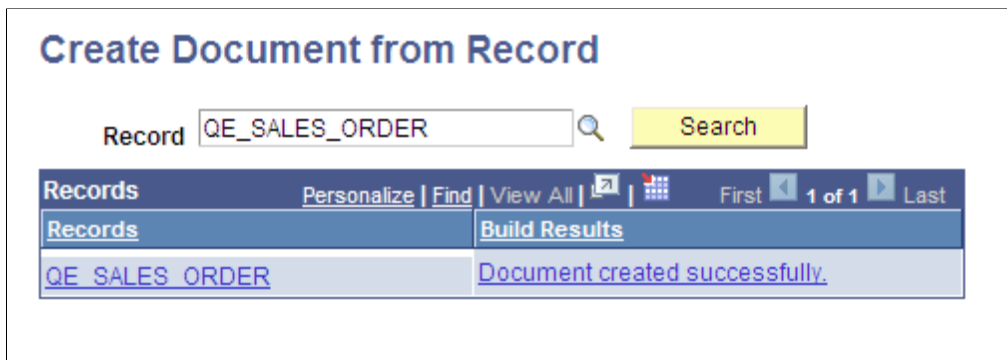 Create Document from Record
Record QE_SALES_ORDER Search
Records Personalize | Find | View All | | First 1 of 1 Last
Records Build Results
QE_SALES_ORDER Document created successfully.